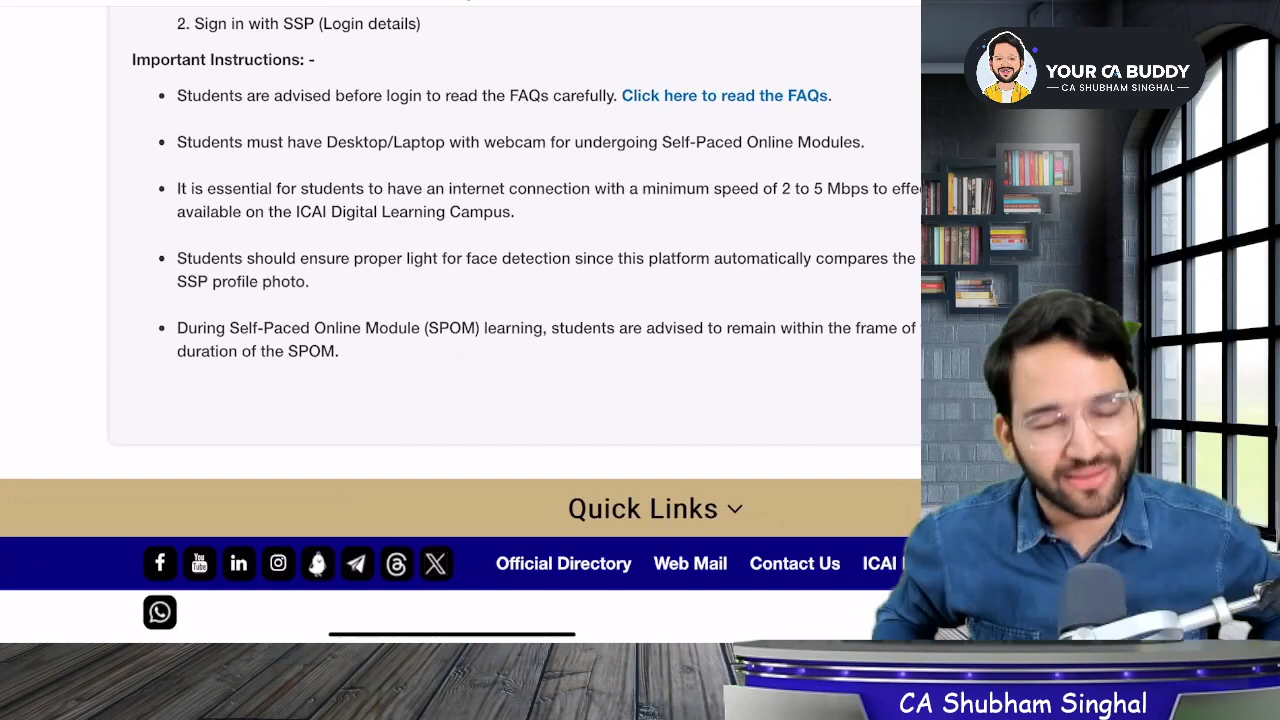 2. Sign in with SSP (Login details)
Important Instructions: -
• Students are advised before login to read the FAQs carefully. Click here to read the FAQs.
• Students must have Desktop/Laptop with webcam for undergoing Self-Paced Online Modules.
• It is essential for students to have an internet connection with a minimum speed of 2 to 5 Mbps to effe
available on the ICAI Digital Learning Campus.
• Students should ensure proper light for face detection since this platform automatically compares the
SSP profile photo.
• During Self-Paced Online Module (SPOM) learning, students are advised to remain within the frame of
duration of the SPOM.
Quick Links
You
Tube
Official Directory Web Mail Contact Us ICAI
YOUR CA BUDDY
CA SHUBHAM SINGHAL
CA Shubham Singhal